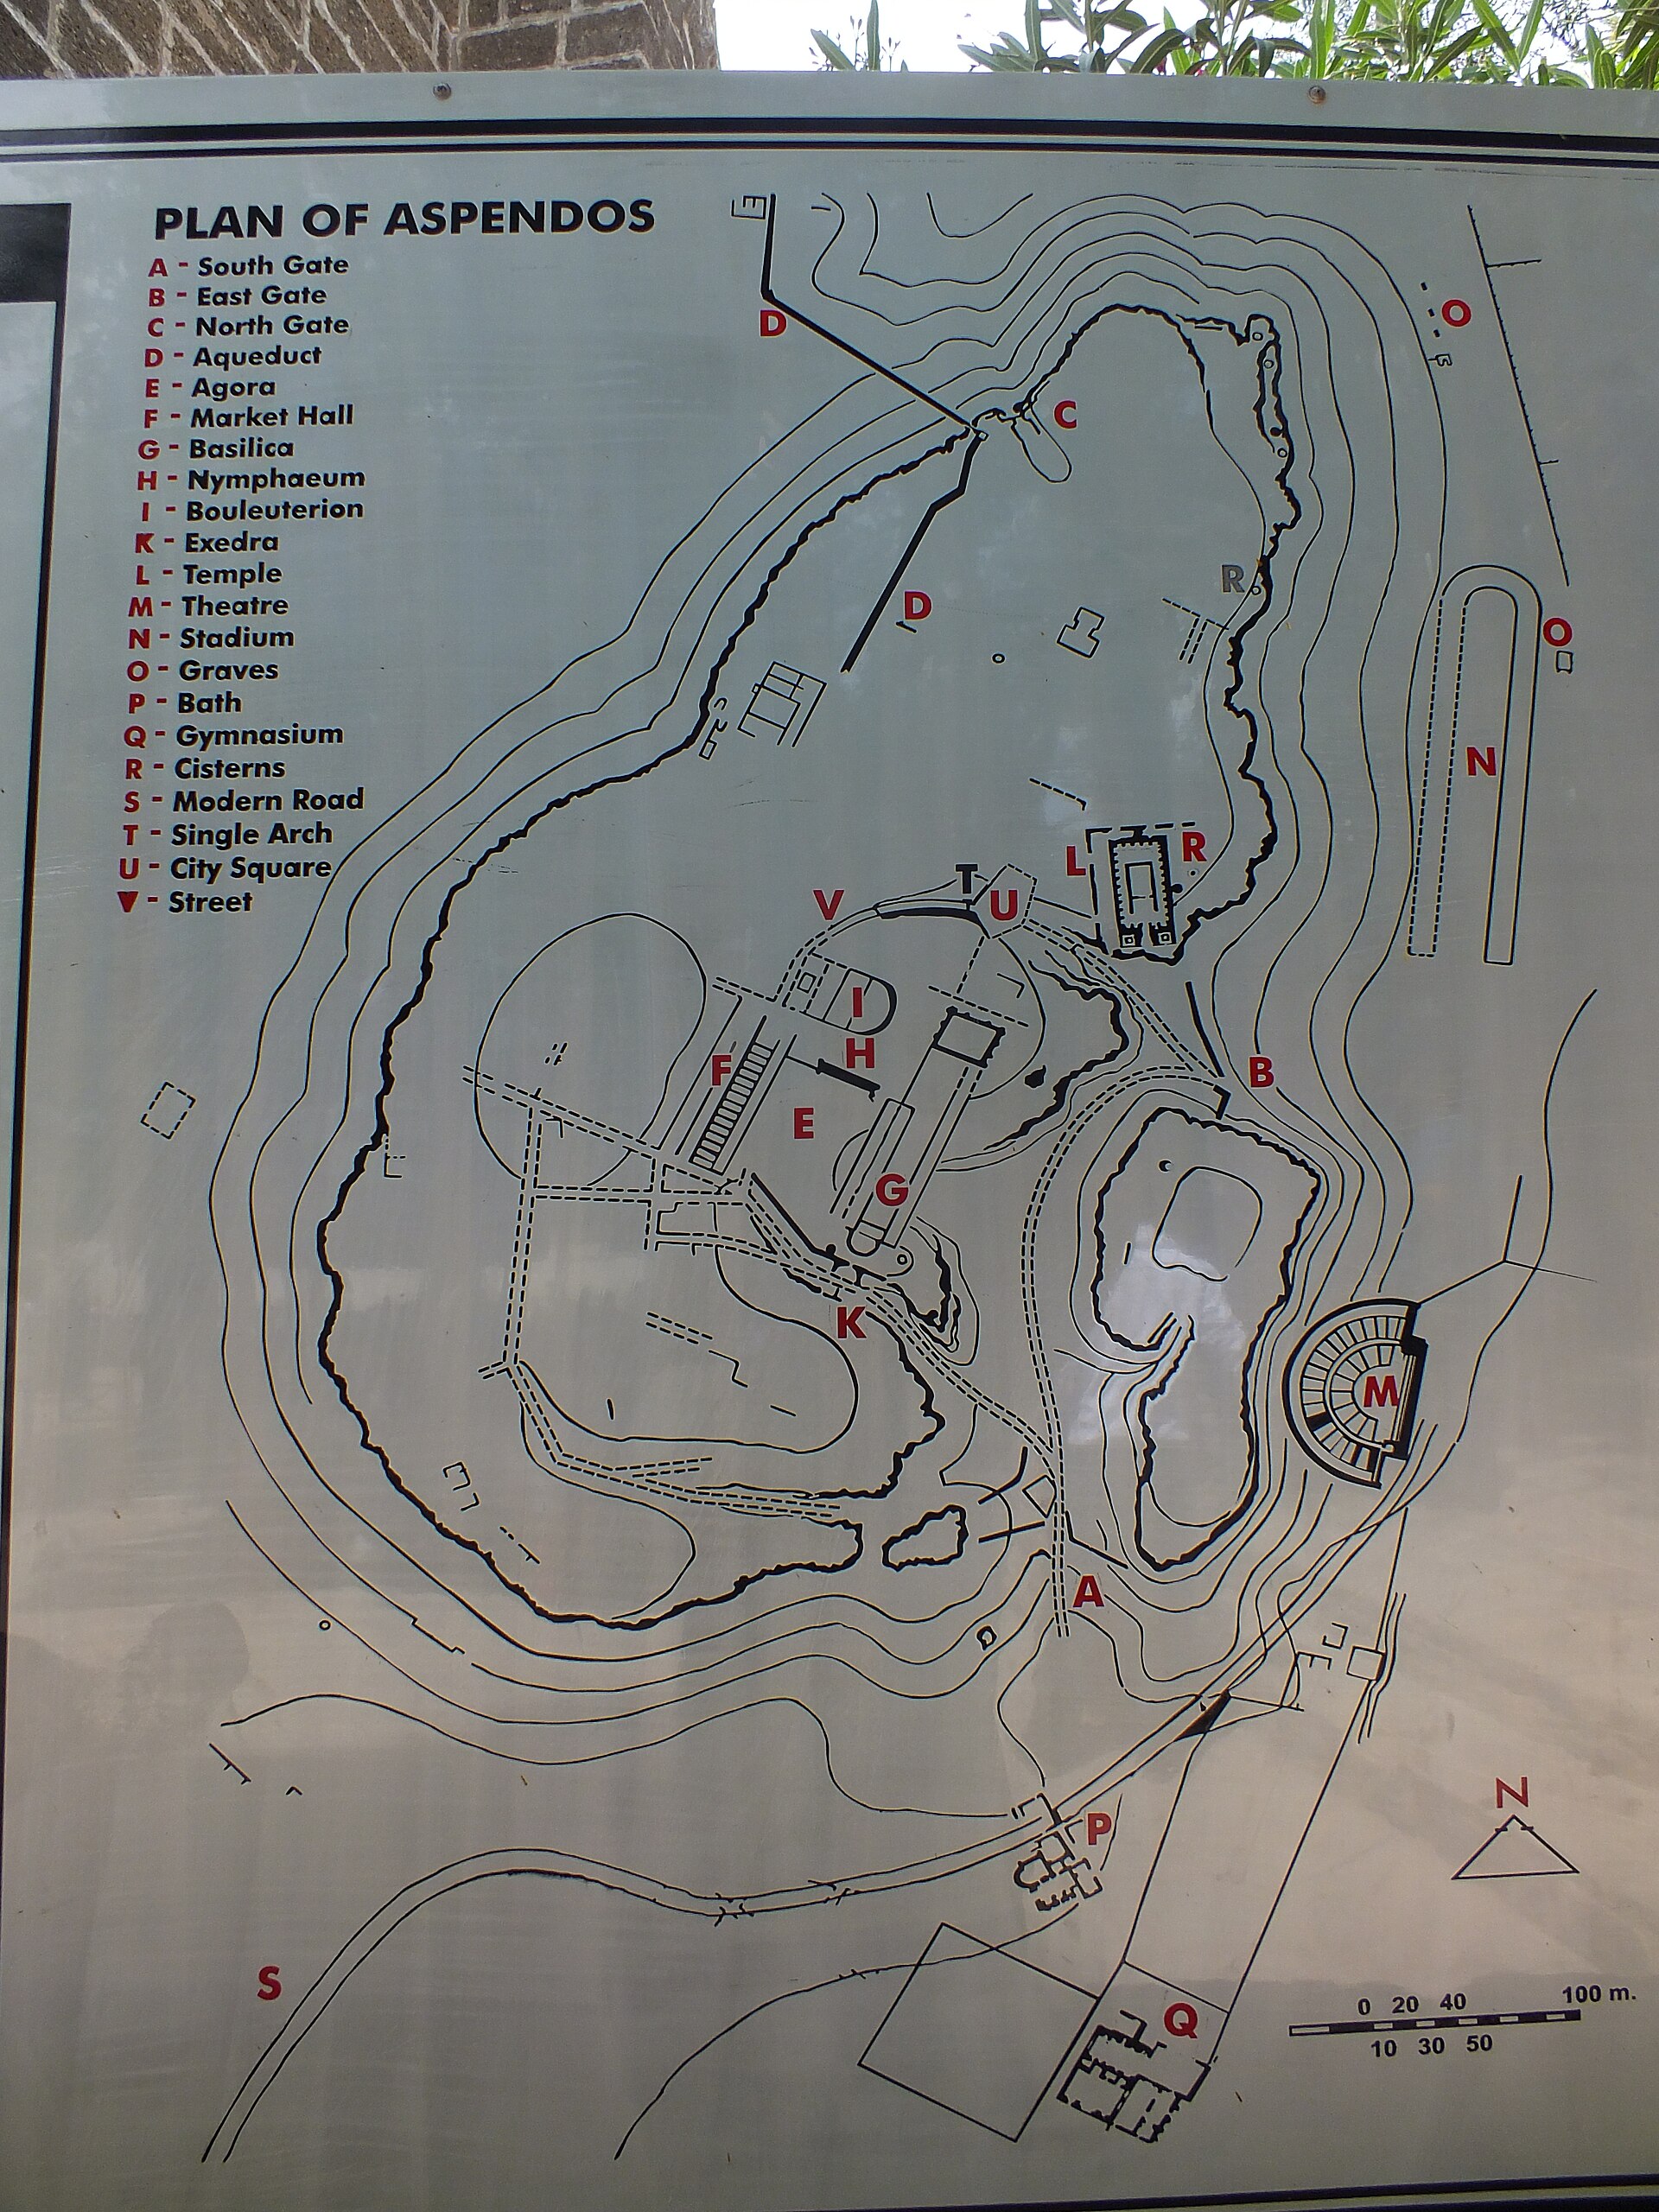 PLAN OF ASPENDOS
A - South Gate
B - East Gate
C - North Gate
D - Aqueduct
E - Agora
F - Market Hall
G - Basilica
H - Nymphaeum
I - Bouleuterion
K - Exedra
L - Temple
M - Theatre
N - Stadium
O - Graves
P - Bath
Q - Gymnasium
R - Cisterns
S - Modern Road
T - Single Arch
U - City Square
V - Street
D
O
C
R
D
O
N
L
R
T
U
V
I
H
F
B
E
G
K
M
A
N
P
S
Q
0 20 40 100 m.
10 30 50